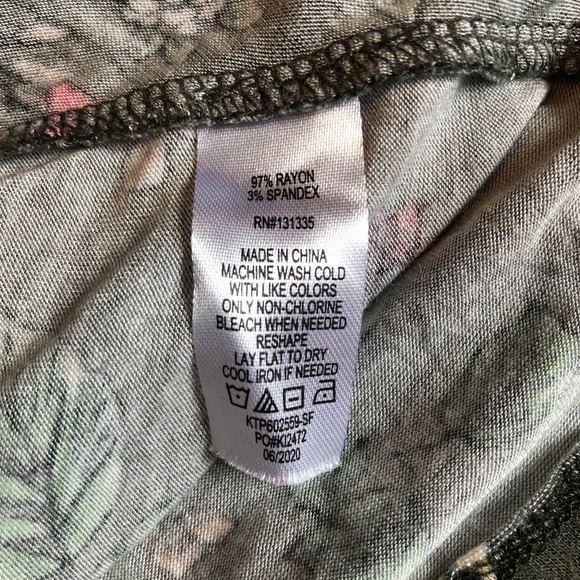 97% RAYON
3% SPANDEX
RN#131335
MADE IN CHINA
MACHINE WASH COLD
WITH LIKE COLORS
ONLY NON-CHLORINE
BLEACH WHEN NEEDED
RESHAPE
LAY FLAT TO DRY
COOL IRON IF NEEDED
KTP602559-SF
PO#KI2472
06/2020